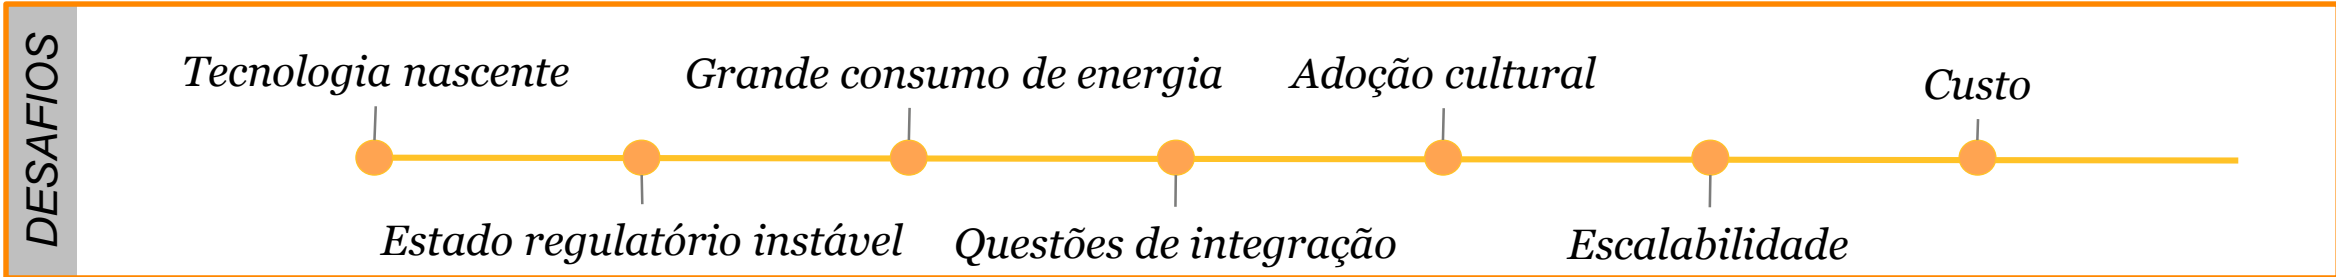 DESAFIOS
Tecnologia nascente
Estado regulatório instável
Grande consumo de energia
Questões de integração
Adoção cultural
Escalabilidade
Custo